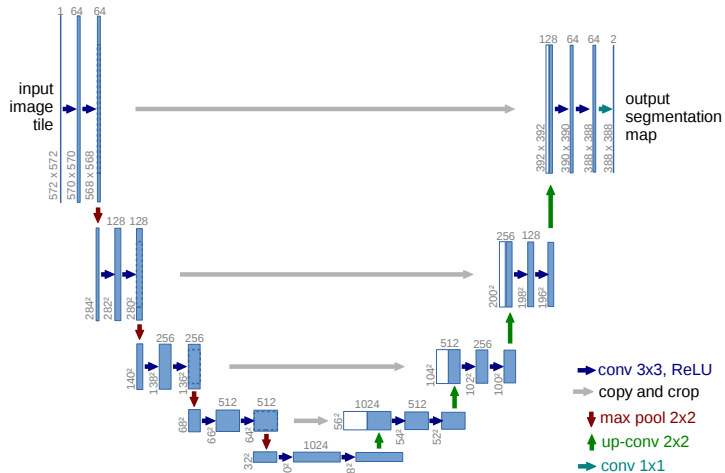 1 64 64
128 64 64 2
input
image
tile
output
segmentation
map
572 x 572
570 x 570
568 x 568
392 x 392
390 x 390
388 x 388
388 x 388
128 128
256 128
284²
282²
280²
200²
198²
196²
256 256
512 256
140²
138²
136²
104²
102²
100²
512 512
1024 512
68²
66²
64²
56²
54²
52²
1024
32²
conv 3x3, ReLU
copy and crop
max pool 2x2
up-conv 2x2
conv 1x1